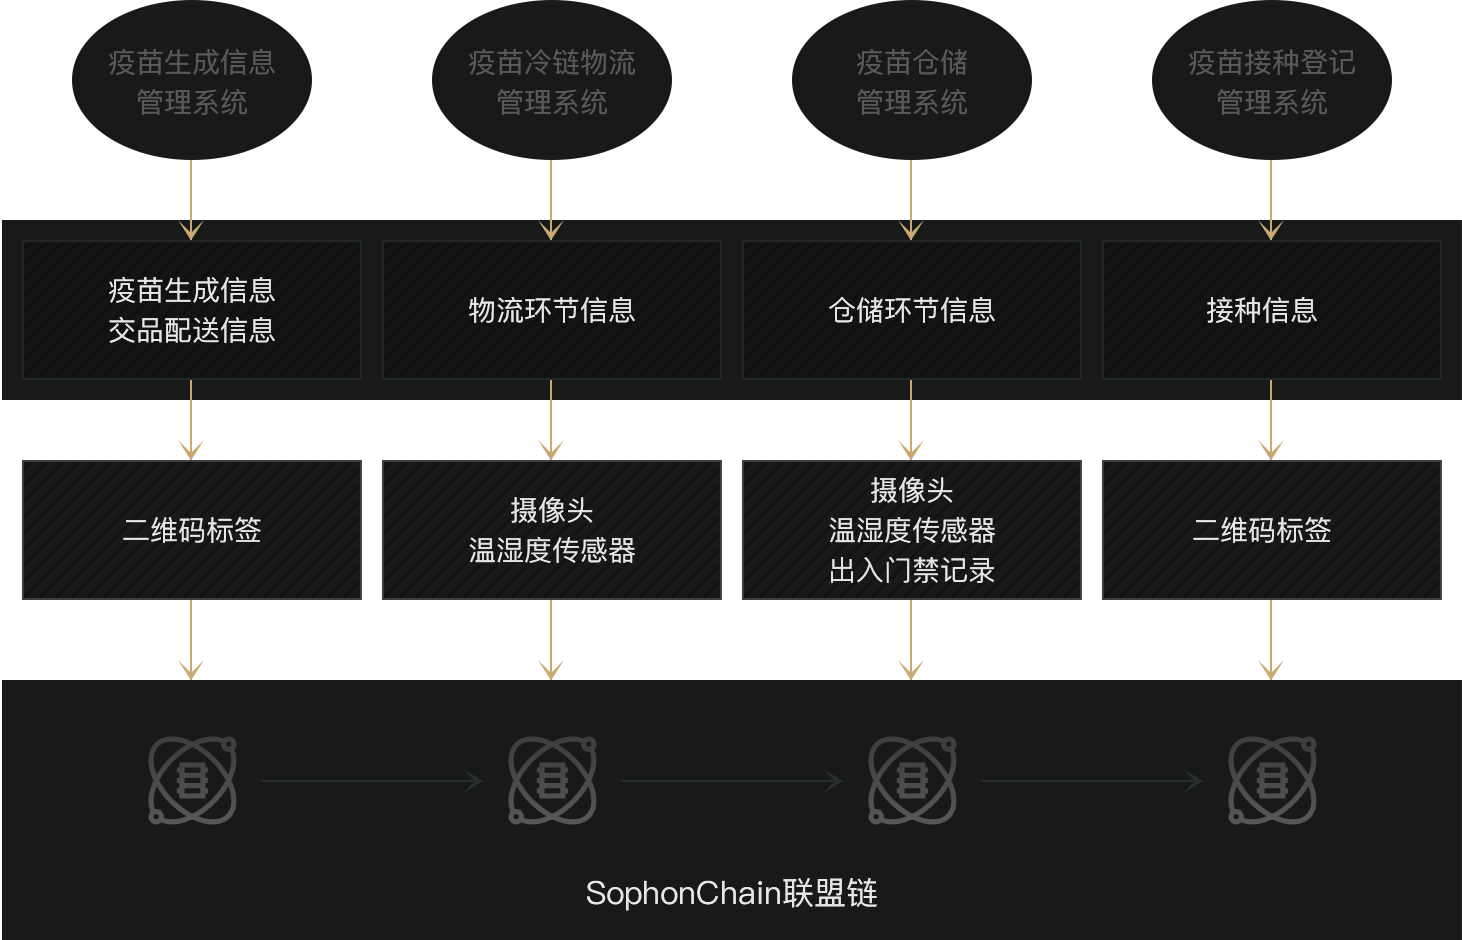 疫苗生成信息
管理系统
疫苗冷链物流
管理系统
疫苗仓储
管理系统
疫苗接种登记
管理系统
疫苗生成信息
交品配送信息
物流环节信息
仓储环节信息
接种信息
二维码标签
摄像头
温湿度传感器
摄像头
温湿度传感器
出入门禁记录
二维码标签
SophonChain联盟链